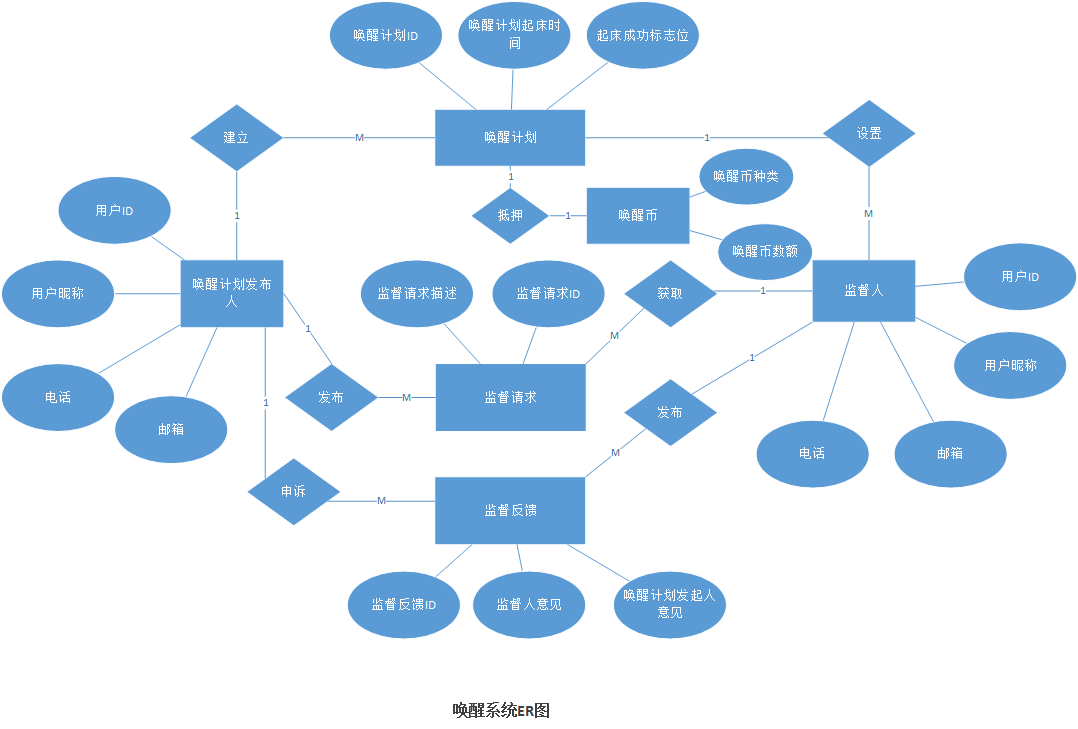 唤醒计划ID
唤醒计划起床时
间
起床成功标志位
建立
M
唤醒计划
1
设置
1
唤醒币种类
用户ID
1
抵押
1
唤醒币
M
唤醒币数额
唤醒计划发布
人
用户昵称
监督请求描述
监督请求ID
获取
1
监督人
用户ID
1
M
1
用户昵称
电话
1
发布
M
监督请求
发布
邮箱
M
电话
邮箱
申诉
M
监督反馈
监督反馈ID
监督人意见
唤醒计划发起人
意见
唤醒系统ER图